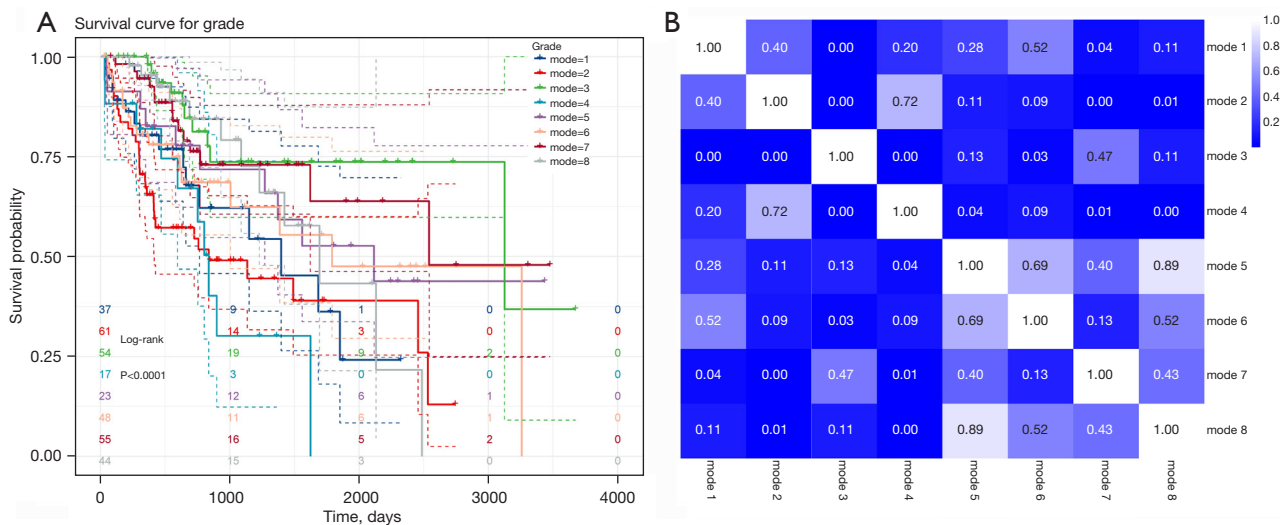 A
Survival curve for grade
Survival probability
1.00
0.75
0.50
0.25
0.00
Grade
mode=1
mode=2
mode=3
mode=4
mode=5
mode=6
mode=7
mode=8
37 9 1 0 0
61 14 3 0 0
Log-rank
54 19 9 2 0
P<0.0001
17 3 0 0 0
23 12 6 1 0
48 11 6 1 0
55 16 5 2 0
44 15 3 0 0
0 1000 2000 3000 4000
Time, days
B
1.00 0.40 0.00 0.20 0.28 0.52 0.04 0.11 mode 1
0.40 1.00 0.00 0.72 0.11 0.09 0.00 0.01 mode 2
0.00 0.00 1.00 0.00 0.13 0.03 0.47 0.11 mode 3
0.20 0.72 0.00 1.00 0.04 0.09 0.01 0.00 mode 4
0.28 0.11 0.13 0.04 1.00 0.69 0.40 0.89 mode 5
0.52 0.09 0.03 0.09 0.69 1.00 0.13 0.52 mode 6
0.04 0.00 0.47 0.01 0.40 0.13 1.00 0.43 mode 7
0.11 0.01 0.11 0.00 0.89 0.52 0.43 1.00 mode 8
mode 1 mode 2 mode 3 mode 4 mode 5 mode 6 mode 7 mode 8
1.0
0.8
0.6
0.4
0.2